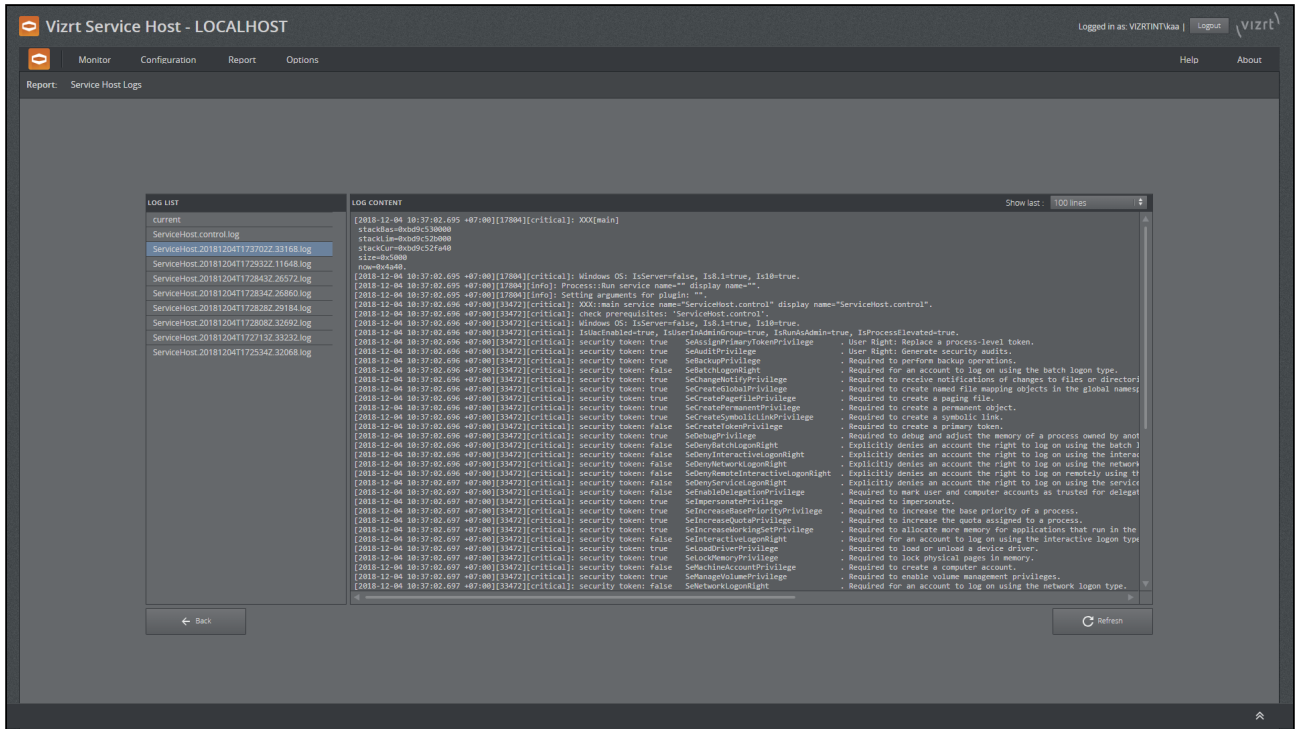 Vizrt Service Host - LOCALHOST
Logged in as: VIZRTINT\kaa | Logout vizrt
Monitor Configuration Report Options Help About
Report: Service Host Logs
LOG LIST
current
ServiceHost.control.log
ServiceHost.20181204T173702Z.33168.log
ServiceHost.20181204T172932Z.11648.log
ServiceHost.20181204T172843Z.26572.log
ServiceHost.20181204T172834Z.26860.log
ServiceHost.20181204T172828Z.29184.log
ServiceHost.20181204T172808Z.32692.log
ServiceHost.20181204T172713Z.33232.log
ServiceHost.20181204T172534Z.32068.log
LOG CONTENT Show last : 100 lines
[2018-12-04 10:37:02.695 +07:00][17804][critical]: XXX[main]
stackBas=0xbd9c530000
stackLim=0xbd9c52b000
stackCur=0xbd9c52fa40
size=0x5000
now=0x4a40.
[2018-12-04 10:37:02.695 +07:00][17804][critical]: Windows OS: IsServer=false, Is8.1=true, Is10=true.
[2018-12-04 10:37:02.695 +07:00][17804][info]: Process::Run service name="" display name="".
[2018-12-04 10:37:02.695 +07:00][17804][info]: Setting arguments for plugin: "".
[2018-12-04 10:37:02.696 +07:00][33472][critical]: XXX::main service name="ServiceHost.control" display name="ServiceHost.control".
[2018-12-04 10:37:02.696 +07:00][33472][critical]: check prerequisites: 'ServiceHost.control'.
[2018-12-04 10:37:02.696 +07:00][33472][critical]: Windows OS: IsServer=false, Is8.1=true, Is10=true.
[2018-12-04 10:37:02.696 +07:00][33472][critical]: IsUacEnabled=true, IsUserInAdminGroup=true, IsRunAsAdmin=true, IsProcessElevated=true.
[2018-12-04 10:37:02.696 +07:00][33472][critical]: security token: true SeAssignPrimaryTokenPrivilege . User Right: Replace a process-level token.
[2018-12-04 10:37:02.696 +07:00][33472][critical]: security token: true SeAuditPrivilege . User Right: Generate security audits.
[2018-12-04 10:37:02.696 +07:00][33472][critical]: security token: true SeBackupPrivilege . Required to perform backup operations.
[2018-12-04 10:37:02.696 +07:00][33472][critical]: security token: false SeBatchLogonRight . Required for an account to log on using the batch logon type.
[2018-12-04 10:37:02.696 +07:00][33472][critical]: security token: true SeChangeNotifyPrivilege . Required to receive notifications of changes to files or directori
[2018-12-04 10:37:02.696 +07:00][33472][critical]: security token: true SeCreateGlobalPrivilege . Required to create named file mapping objects in the global namesp
[2018-12-04 10:37:02.696 +07:00][33472][critical]: security token: true SeCreatePagefilePrivilege . Required to create a paging file.
[2018-12-04 10:37:02.696 +07:00][33472][critical]: security token: true SeCreatePermanentPrivilege . Required to create a permanent object.
[2018-12-04 10:37:02.696 +07:00][33472][critical]: security token: true SeCreateSymbolicLinkPrivilege . Required to create a symbolic link.
[2018-12-04 10:37:02.696 +07:00][33472][critical]: security token: false SeCreateTokenPrivilege . Required to create a primary token.
[2018-12-04 10:37:02.696 +07:00][33472][critical]: security token: true SeDebugPrivilege . Required to debug and adjust the memory of a process owned by anot
[2018-12-04 10:37:02.696 +07:00][33472][critical]: security token: false SeDenyBatchLogonRight . Explicitly denies an account the right to log on using the batch l
[2018-12-04 10:37:02.696 +07:00][33472][critical]: security token: false SeDenyInteractiveLogonRight . Explicitly denies an account the right to log on using the interac
[2018-12-04 10:37:02.696 +07:00][33472][critical]: security token: false SeDenyNetworkLogonRight . Explicitly denies an account the right to log on using the network
[2018-12-04 10:37:02.696 +07:00][33472][critical]: security token: false SeDenyRemoteInteractiveLogonRight . Explicitly denies an account the right to log on remotely using th
[2018-12-04 10:37:02.697 +07:00][33472][critical]: security token: false SeDenyServiceLogonRight . Explicitly denies an account the right to log on using the service
[2018-12-04 10:37:02.697 +07:00][33472][critical]: security token: false SeEnableDelegationPrivilege . Required to mark user and computer accounts as trusted for delegat
[2018-12-04 10:37:02.697 +07:00][33472][critical]: security token: true SeImpersonatePrivilege . Required to impersonate.
[2018-12-04 10:37:02.697 +07:00][33472][critical]: security token: true SeIncreaseBasePriorityPrivilege . Required to increase the base priority of a process.
[2018-12-04 10:37:02.697 +07:00][33472][critical]: security token: true SeIncreaseQuotaPrivilege . Required to increase the quota assigned to a process.
[2018-12-04 10:37:02.697 +07:00][33472][critical]: security token: true SeIncreaseWorkingSetPrivilege . Required to allocate more memory for applications that run in the
[2018-12-04 10:37:02.697 +07:00][33472][critical]: security token: false SeInteractiveLogonRight . Required for an account to log on using the interactive logon type
[2018-12-04 10:37:02.697 +07:00][33472][critical]: security token: true SeLoadDriverPrivilege . Required to load or unload a device driver.
[2018-12-04 10:37:02.697 +07:00][33472][critical]: security token: true SeLockMemoryPrivilege . Required to lock physical pages in memory.
[2018-12-04 10:37:02.697 +07:00][33472][critical]: security token: false SeMachineAccountPrivilege . Required to create a computer account.
[2018-12-04 10:37:02.697 +07:00][33472][critical]: security token: true SeManageVolumePrivilege . Required to enable volume management privileges.
[2018-12-04 10:37:02.697 +07:00][33472][critical]: security token: false SeNetworkLogonRight . Required for an account to log on using the network logon type.
Back Refresh